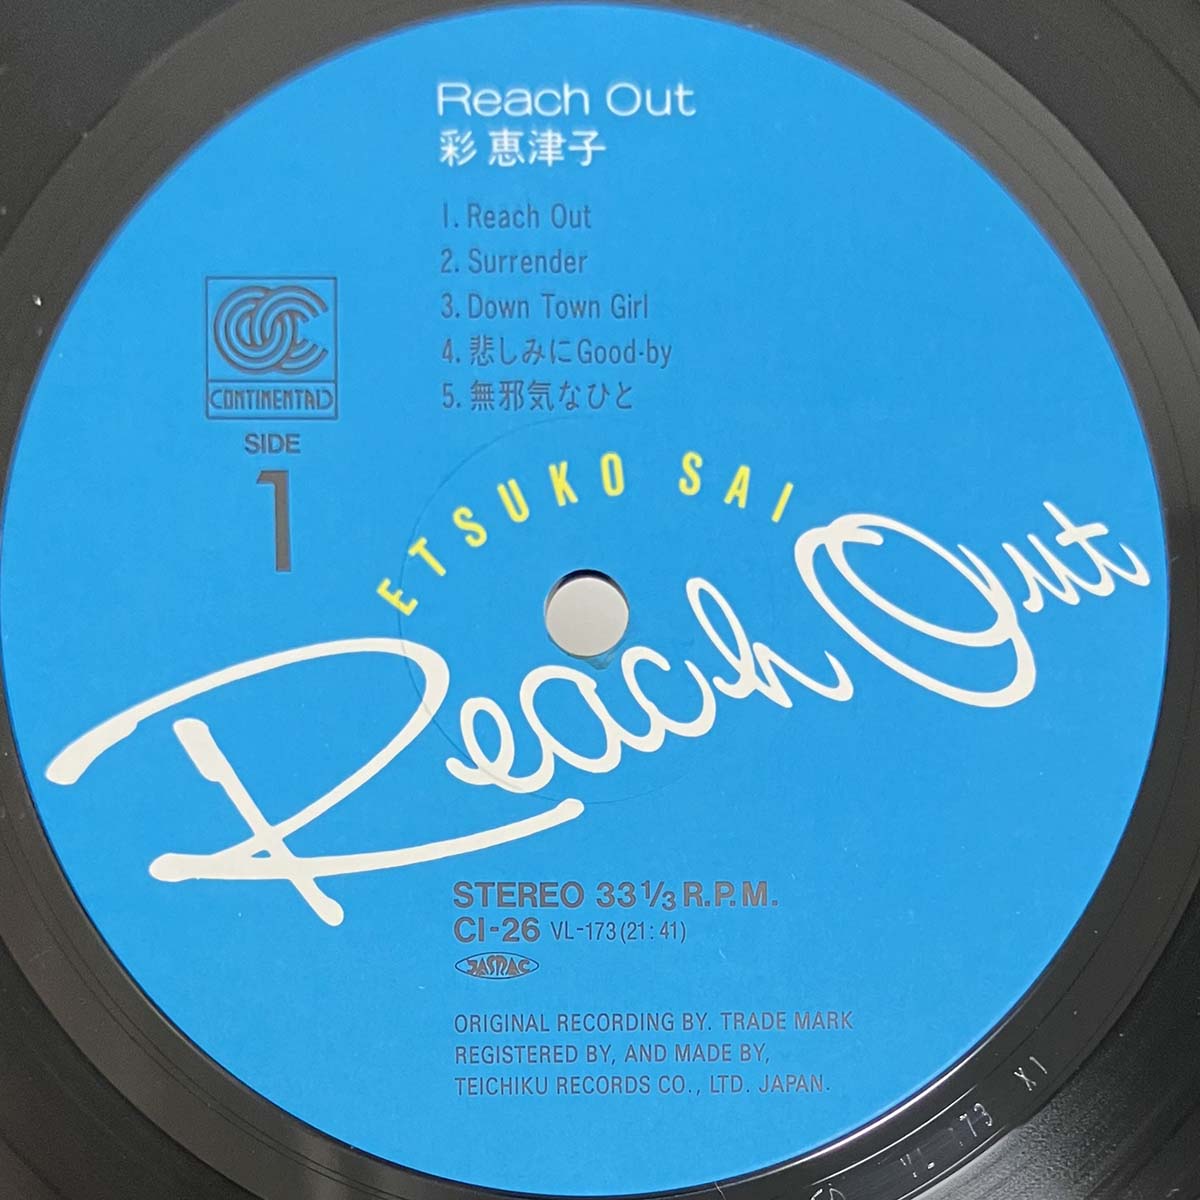 Reach Out
彩 恵津子
1. Reach Out
2. Surrender
3. Down Town Girl
4. 悲しみにGood-by
5. 無邪気なひと
CONTINENTAL
SIDE
1
ETSUKO SAI
Reach Out
STEREO 33 1/3 R.P.M.
CI-26 VL-173(21:41)
JASRAC
ORIGINAL RECORDING BY. TRADE MARK
REGISTERED BY, AND MADE BY,
TEICHIKU RECORDS CO., LTD. JAPAN.